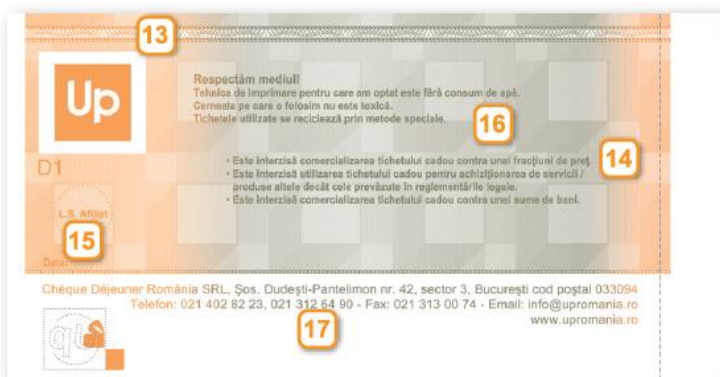 13
Up
Respectăm mediul!
Tehnica de imprimare pentru care am optat este fără consum de apă.
Cerneala pe care o folosim nu este toxică.
Tichetele utilizate se reciclează prin metode speciale.
16
14
D1
• Este interzisă comercializarea tichetului cadou contra unei fracțiuni de preț.
• Este interzisă utilizarea tichetului cadou pentru achiziționarea de servicii /
produse altele decât cele prevăzute în reglementările legale.
• Este interzisă comercializarea tichetului cadou contra unei sume de bani.
L.S. Afiliat
15
Data:
Chèque Déjeuner România SRL, Șos. Dudești-Pantelimon nr. 42, sector 3, București cod poștal 033094
Telefon: 021 402 82 23, 021 312 64 90 - Fax: 021 313 00 74 - Email: info@upromania.ro
www.upromania.ro
17